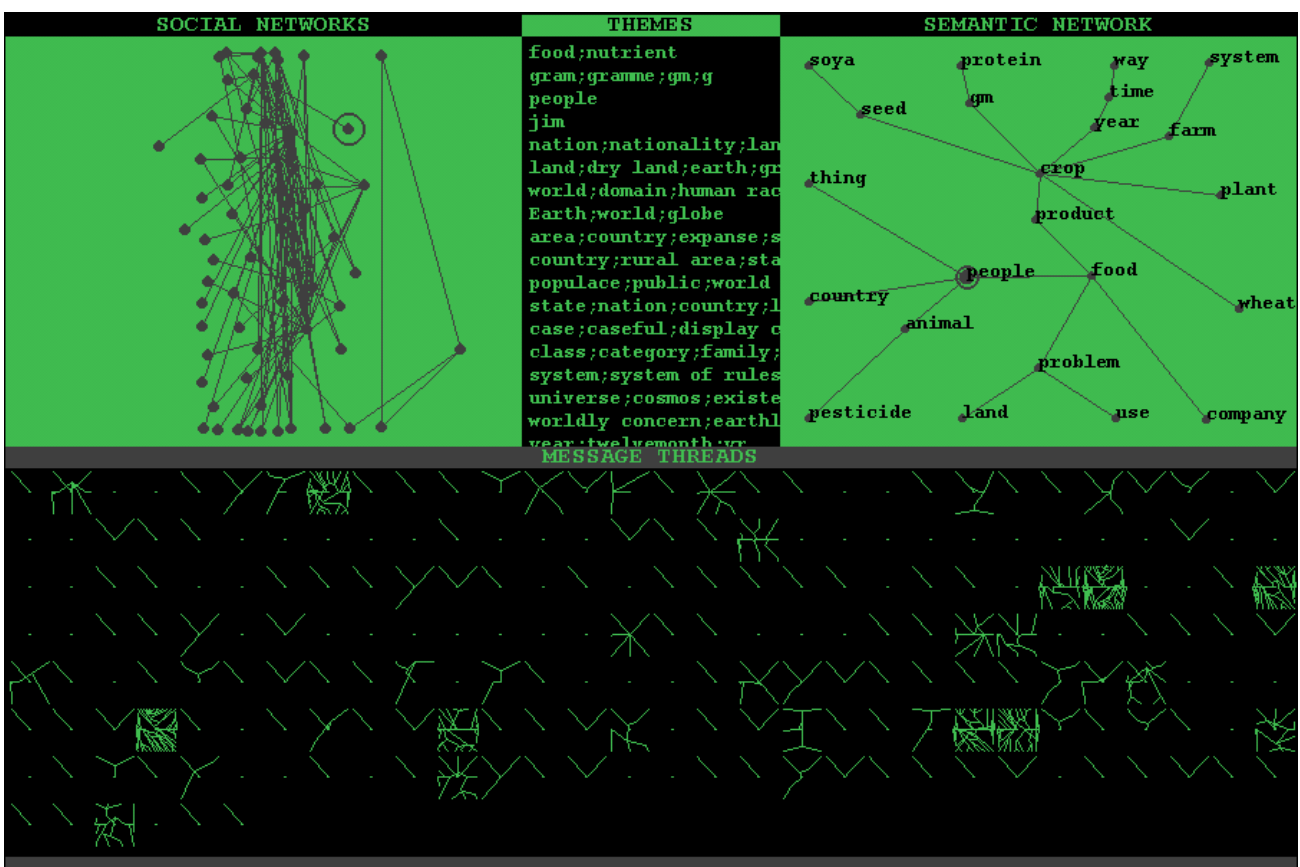 SOCIAL NETWORKS
THEMES
SEMANTIC NETWORK
food;nutrient
gram;gramme;gm;g
people
jim
nation;nationality;lan
land;dry land;earth;gr
world;domain;human rac
Earth;world;globe
area;country;expanse;s
country;rural area;sta
populace;public;world
state;nation;country;l
case;caseful;display c
class;category;family;
system;system of rules
universe;cosmos;existe
worldly concern;earthl
year;twelvemonth;yr
soya
protein
way
system
gm
time
seed
year
farm
crop
thing
plant
product
people
food
country
wheat
animal
problem
pesticide
land
use
company
MESSAGE THREADS